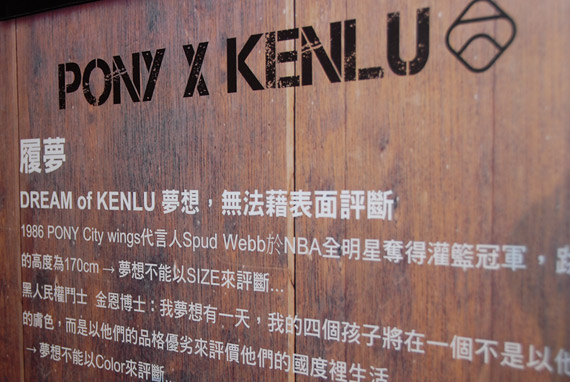 PONY X KENLU
履夢
DREAM of KENLU 夢想，無法藉表面評斷
1986 PONY City wings代言人Spud Webb於NBA全明星奪得灌籃冠軍，
的高度為170cm → 夢想不能以SIZE來評斷...
黑人民權鬥士 金恩博士：我夢想有一天，我的四個孩子將在一個不是以他
的膚色，而是以他們的品格優劣來評價他們的國度裡生活
→ 夢想不能以Color來評斷...